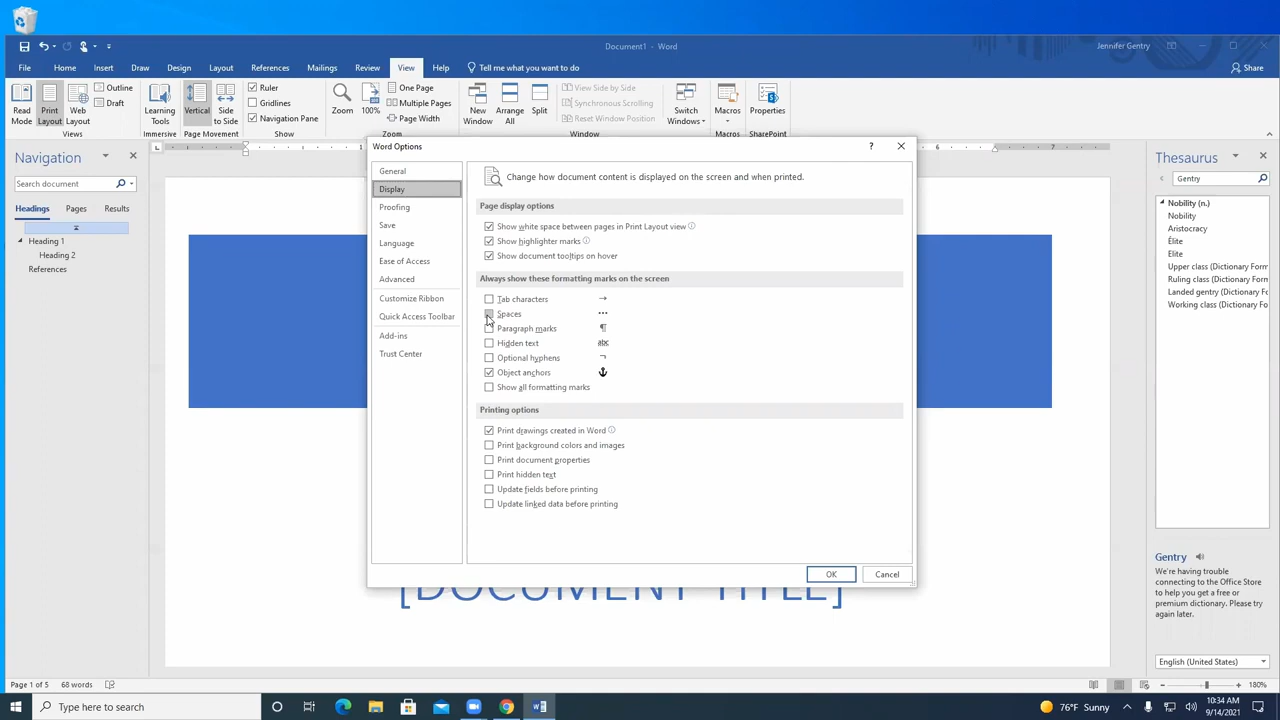 Document1 - Word
Jennifer Gentry
File Home Insert Draw Design Layout References Mailings Review View Help Tell me what you want to do Share
Read Mode
Print Layout
Web Layout
Outline
Draft
Views
Learning Tools
Immersive
Vertical
Side to Side
Page Movement
Ruler
Gridlines
Navigation Pane
Show
Zoom
100%
One Page
Multiple Pages
Page Width
Zoom
New Window
Arrange All
Split
View Side by Side
Synchronous Scrolling
Reset Window Position
Window
Switch Windows
Macros
Macros
Properties
SharePoint
Navigation
Search document
Headings Pages Results
Heading 1
Heading 2
References
Word Options
General
Display
Proofing
Save
Language
Ease of Access
Advanced
Customize Ribbon
Quick Access Toolbar
Add-ins
Trust Center
Change how document content is displayed on the screen and when printed.
Page display options
Show white space between pages in Print Layout view
Show highlighter marks
Show document tooltips on hover
Always show these formatting marks on the screen
Tab characters →
Spaces ···
Paragraph marks ¶
Hidden text abc
Optional hyphens ¬
Object anchors
Show all formatting marks
Printing options
Print drawings created in Word
Print background colors and images
Print document properties
Print hidden text
Update fields before printing
Update linked data before printing
OK Cancel
[DOCUMENT TITLE]
Thesaurus
Gentry
Nobility (n.)
Nobility
Aristocracy
Élite
Elite
Upper class (Dictionary Form
Ruling class (Dictionary Form
Landed gentry (Dictionary Form
Working class (Dictionary Form
Gentry
We're having trouble
connecting to the Office Store
to help you get a free or
premium dictionary. Please try
again later.
English (United States)
Page 1 of 5 68 words
180%
Type here to search
76°F Sunny
10:34 AM
9/14/2021